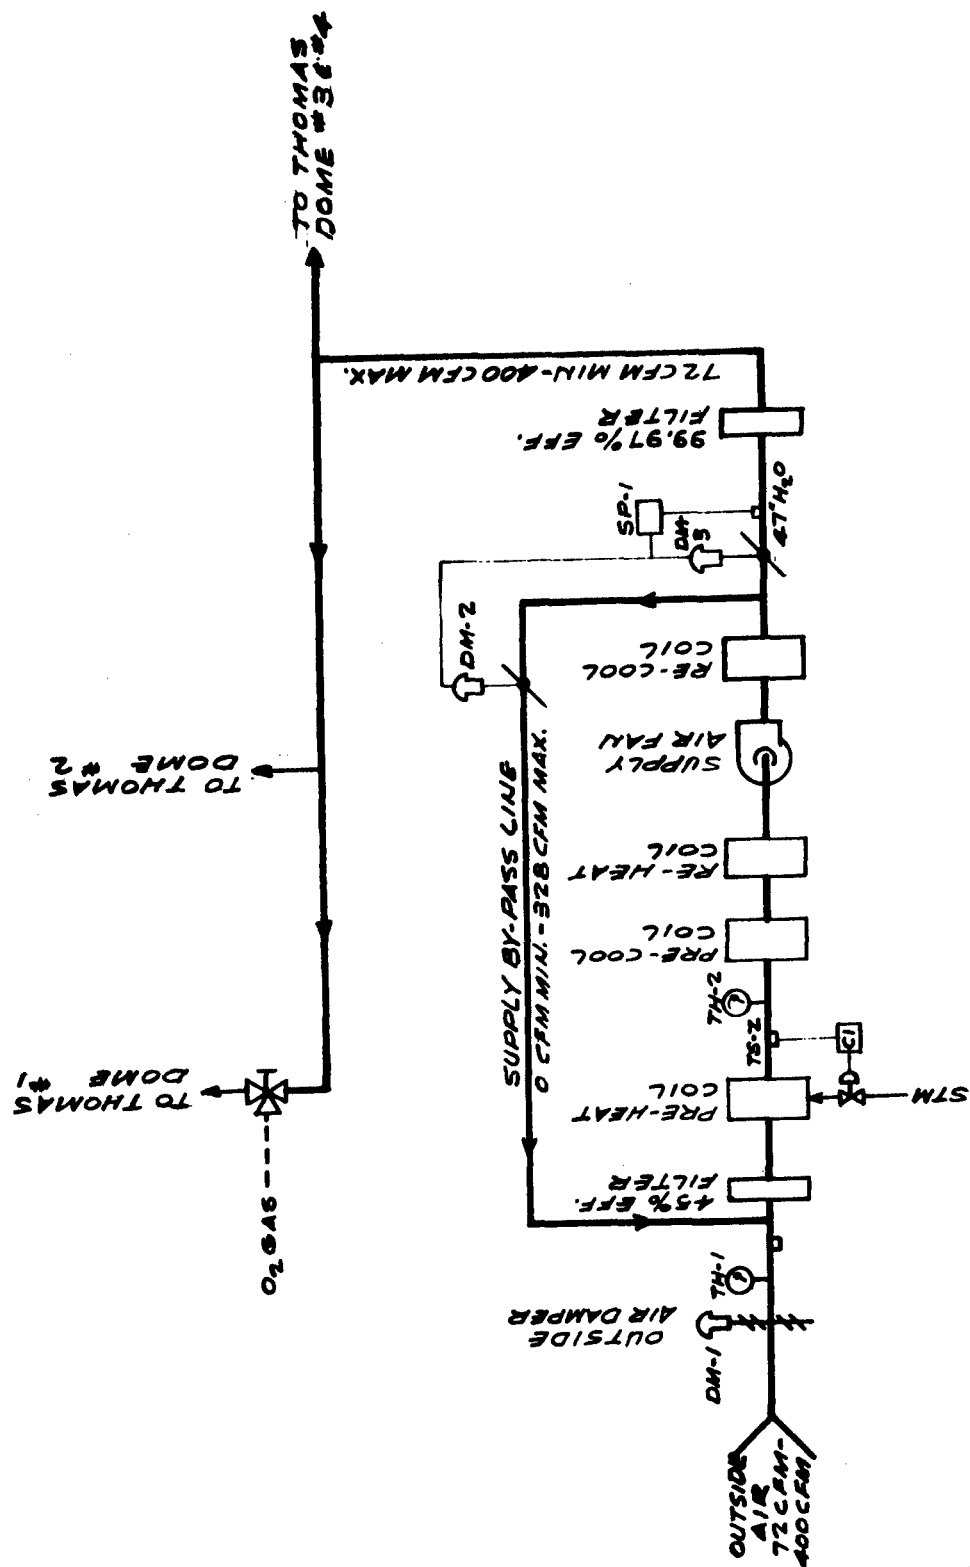 TO THOMAS
DOME #3 & #4
72 CFM MIN-400 CFM MAX.
99.97% EFF.
FILTER
47" H2O
SP-1
DM-2
RE-COOL
COIL
SUPPLY
AIR FAN
RE-HEAT
COIL
PRE-COOL
COIL
TH-2
TS-2
C1
STM
PRE-HEAT
COIL
45% EFF.
FILTER
TH-1
OUTSIDE
AIR DAMPER
DM-1
OUTSIDE
AIR
72 CFM-
400 CFM
SUPPLY BY-PASS LINE
0 CFM MIN.-328 CFM MAX.
TO THOMAS
DOME #2
TO THOMAS
DOME
#1
O2 GAS